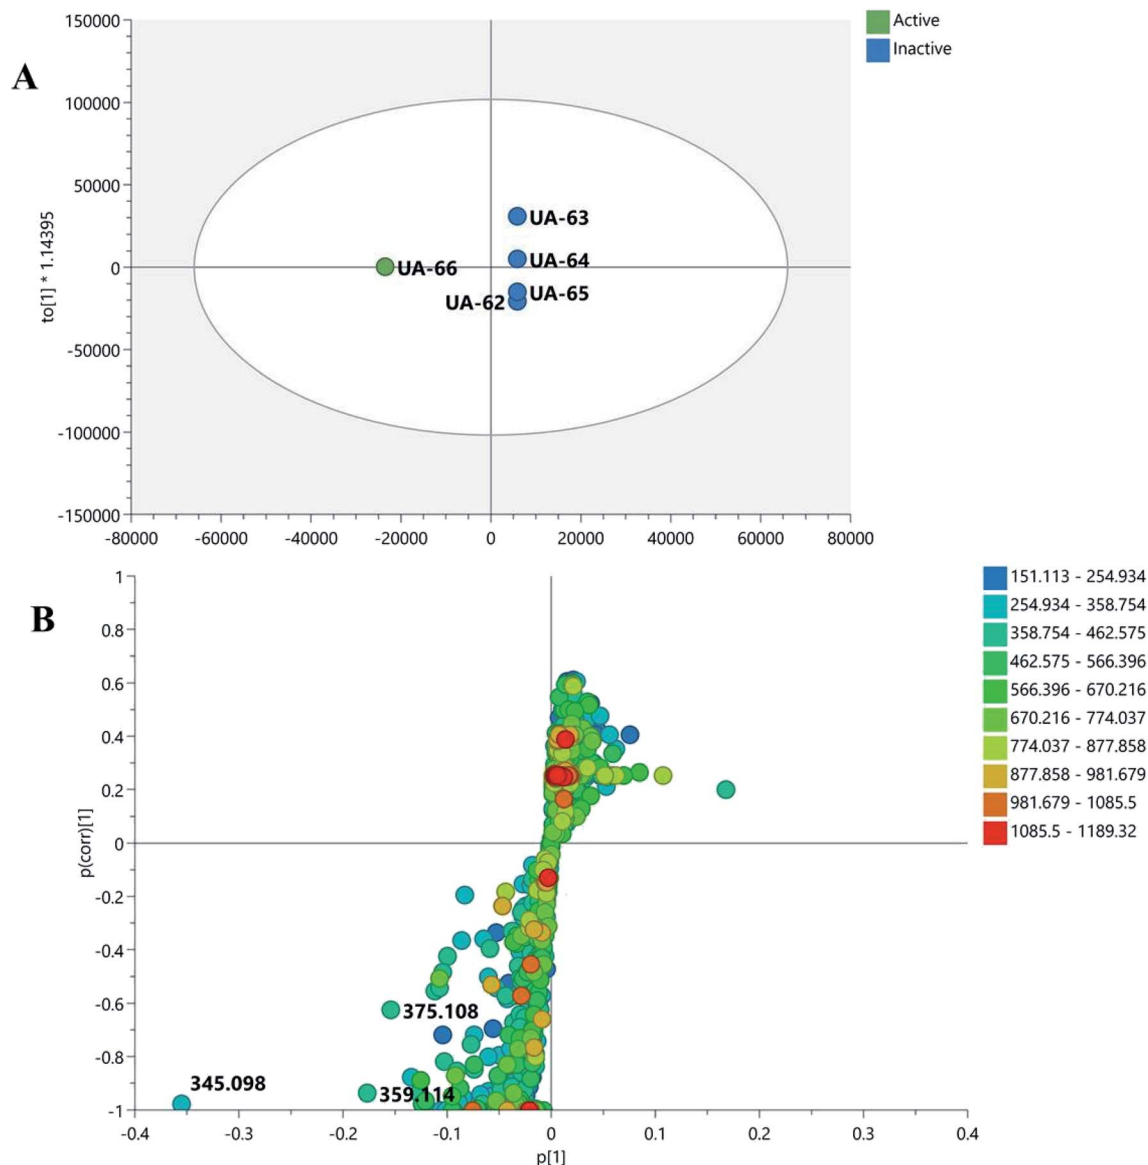 A
Active
Inactive
150000
100000
50000
0
-50000
-100000
-150000
to[1] * 1.14395
UA-63
UA-64
UA-66
UA-65
UA-62
-80000 -60000 -40000 -20000 0 20000 40000 60000 80000
B
1
0.8
0.6
0.4
0.2
0
-0.2
-0.4
-0.6
-0.8
-1
p(corr)[1]
375.108
345.098
359.114
-0.4 -0.3 -0.2 -0.1 0 0.1 0.2 0.3 0.4
p[1]
151.113 - 254.934
254.934 - 358.754
358.754 - 462.575
462.575 - 566.396
566.396 - 670.216
670.216 - 774.037
774.037 - 877.858
877.858 - 981.679
981.679 - 1085.5
1085.5 - 1189.32